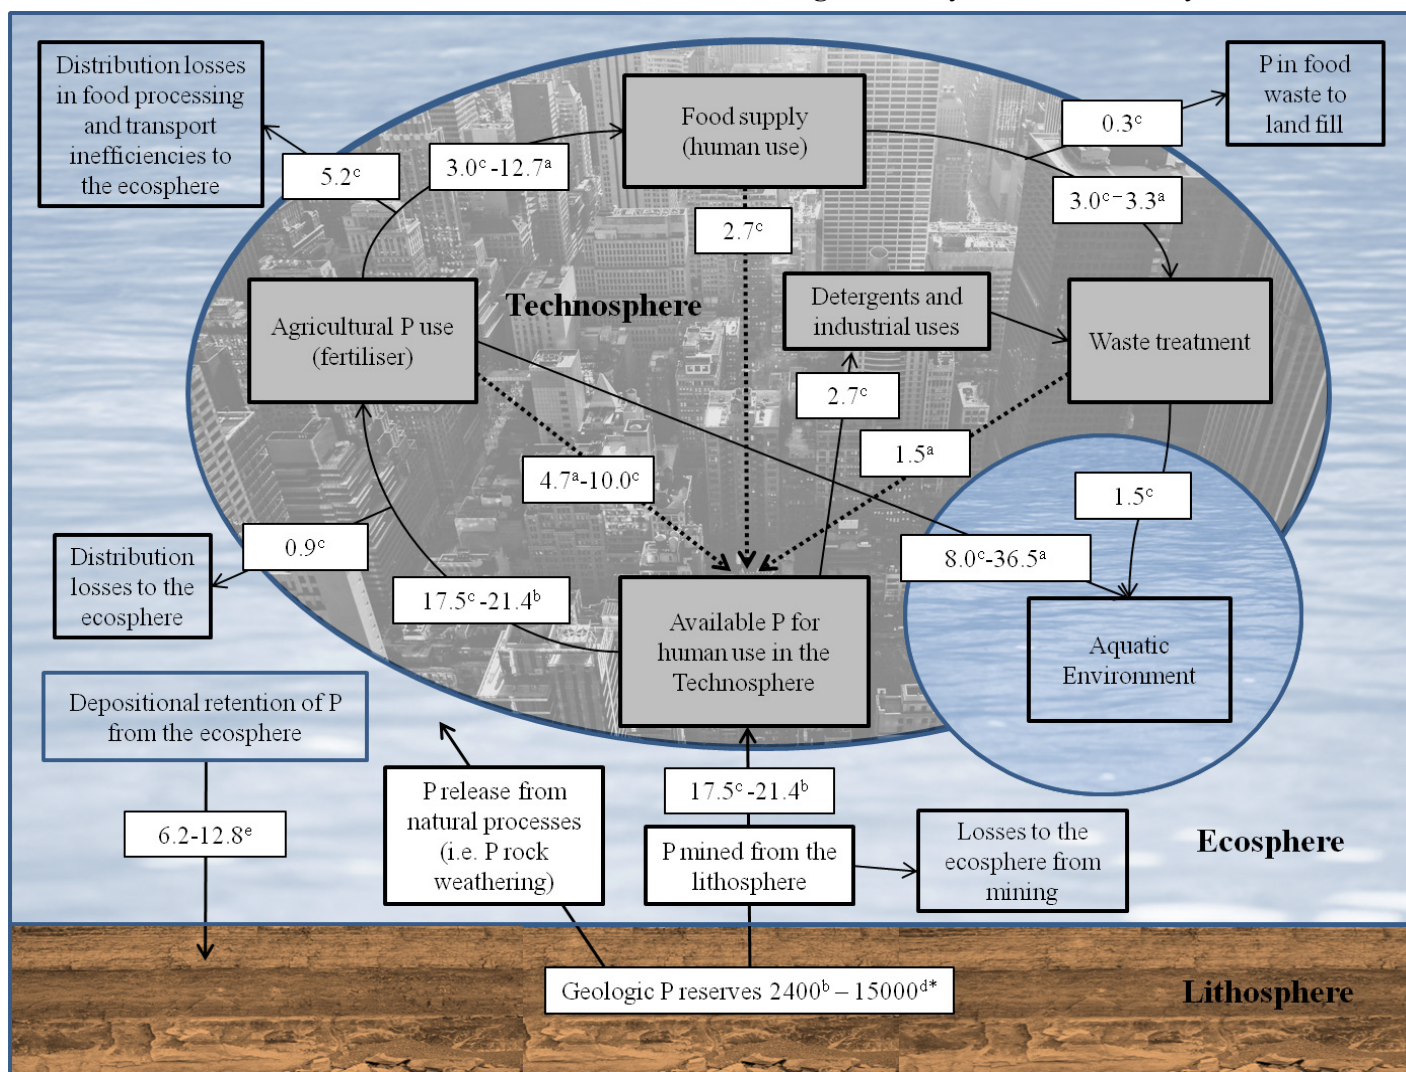 Distribution losses
in food processing
and transport
inefficiencies to
the ecosphere
Food supply
(human use)
P in food
waste to
land fill
0.3ᶜ
5.2ᶜ
3.0ᶜ -12.7ᵃ
3.0ᶜ – 3.3ᵃ
2.7ᶜ
Technosphere
Agricultural P use
(fertiliser)
Detergents and
industrial uses
Waste treatment
2.7ᶜ
1.5ᵃ
4.7ᵃ-10.0ᶜ
1.5ᶜ
0.9ᶜ
8.0ᶜ-36.5ᵃ
Distribution
losses to the
ecosphere
17.5ᶜ -21.4ᵇ
Available P for
human use in the
Technosphere
Aquatic
Environment
Depositional retention of P
from the ecosphere
6.2-12.8ᵉ
P release from
natural processes
(i.e. P rock
weathering)
17.5ᶜ -21.4ᵇ
P mined from the
lithosphere
Losses to the
ecosphere from
mining
Ecosphere
Geologic P reserves 2400ᵇ – 15000ᵈ*
Lithosphere